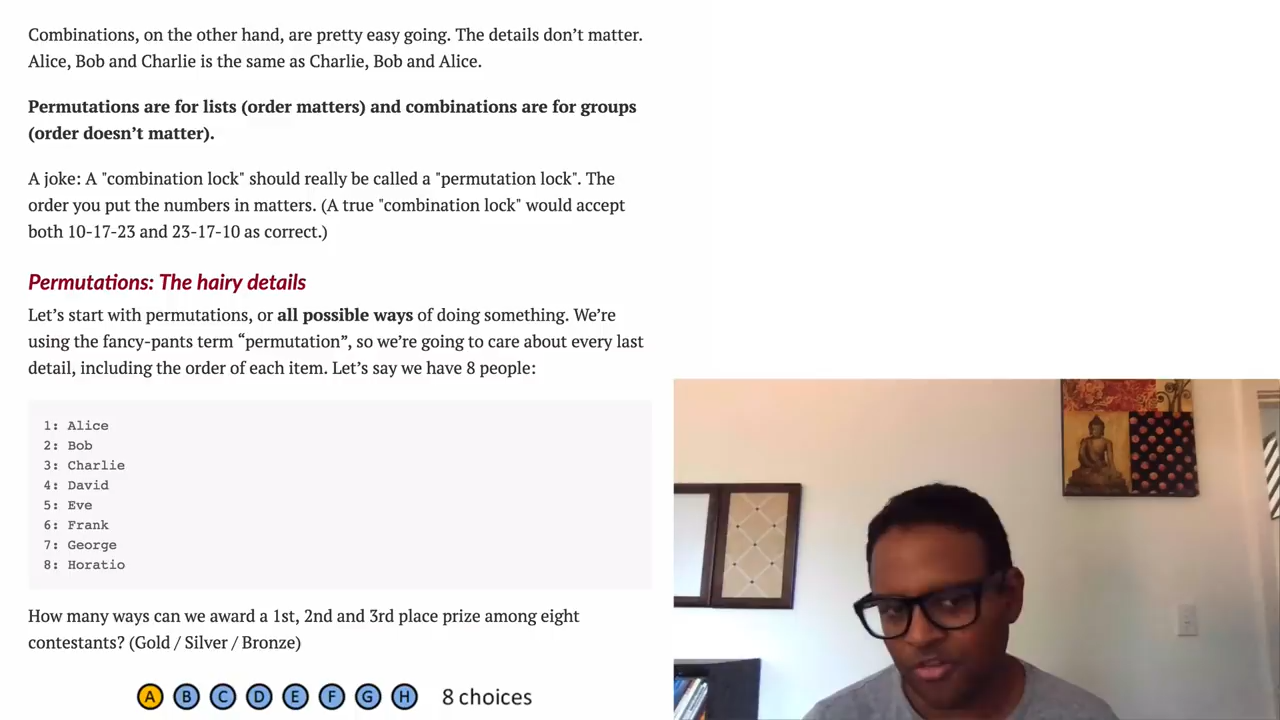 Combinations, on the other hand, are pretty easy going. The details don’t matter.
Alice, Bob and Charlie is the same as Charlie, Bob and Alice.
Permutations are for lists (order matters) and combinations are for groups
(order doesn’t matter).
A joke: A "combination lock" should really be called a "permutation lock". The
order you put the numbers in matters. (A true "combination lock" would accept
both 10-17-23 and 23-17-10 as correct.)
Permutations: The hairy details
Let’s start with permutations, or all possible ways of doing something. We’re
using the fancy-pants term “permutation”, so we’re going to care about every last
detail, including the order of each item. Let’s say we have 8 people:
1: Alice
2: Bob
3: Charlie
4: David
5: Eve
6: Frank
7: George
8: Horatio
How many ways can we award a 1st, 2nd and 3rd place prize among eight
contestants? (Gold / Silver / Bronze)
A B C D E F G H 8 choices